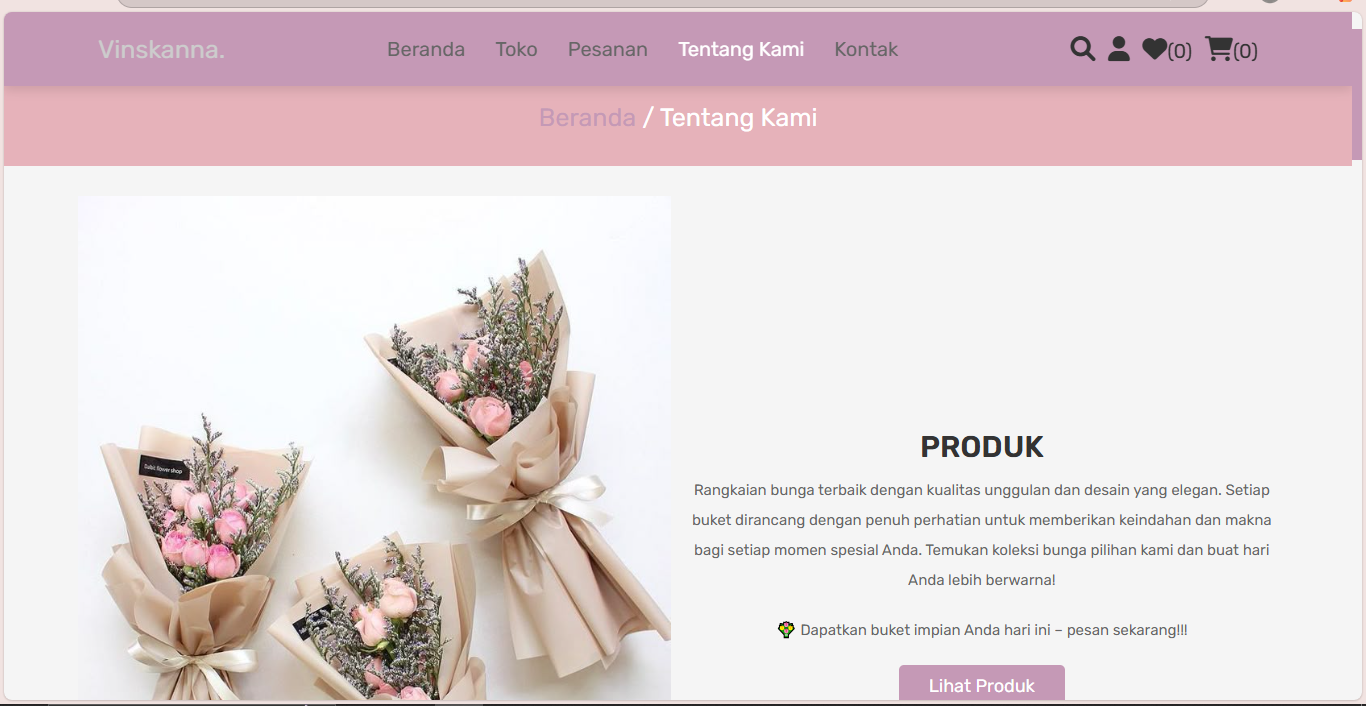 Vinskanna.
Beranda Toko Pesanan Tentang Kami Kontak (0) (0)
Beranda / Tentang Kami
PRODUK
Rangkaian bunga terbaik dengan kualitas unggulan dan desain yang elegan. Setiap
buket dirancang dengan penuh perhatian untuk memberikan keindahan dan makna
bagi setiap momen spesial Anda. Temukan koleksi bunga pilihan kami dan buat hari
Anda lebih berwarna!
💐 Dapatkan buket impian Anda hari ini – pesan sekarang!!!
Lihat Produk